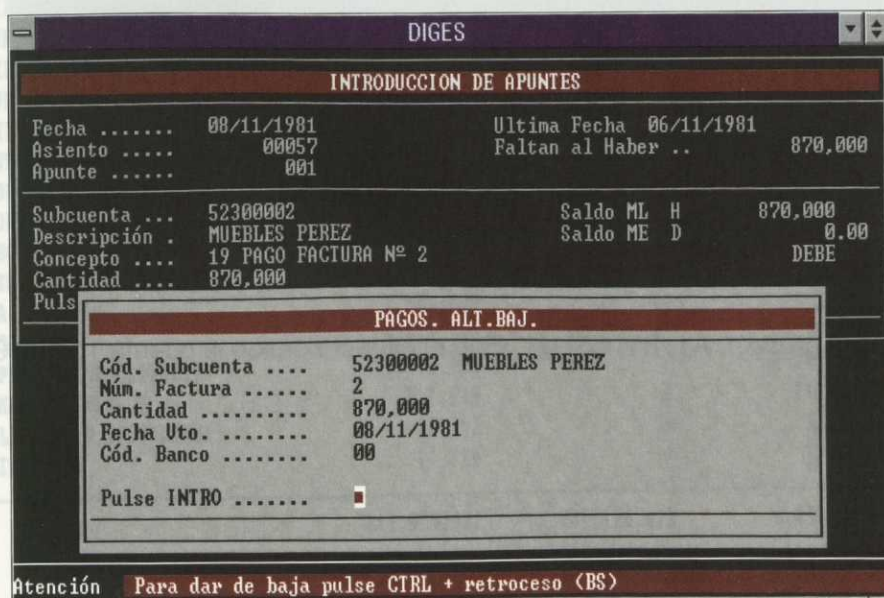 DIGES
INTRODUCCION DE APUNTES
Fecha ....... 08/11/1981 Ultima Fecha 06/11/1981
Asiento ..... 00057 Faltan al Haber .. 870,000
Apunte ...... 001
Subcuenta ... 52300002 Saldo ML H 870,000
Descripción . MUEBLES PEREZ Saldo ME D 0.00
Concepto .... 19 PAGO FACTURA Nº 2 DEBE
Cantidad .... 870,000
Puls
PAGOS. ALT.BAJ.
Cód. Subcuenta .... 52300002 MUEBLES PEREZ
Núm. Factura ...... 2
Cantidad .......... 870,000
Fecha Vto. ........ 08/11/1981
Cód. Banco ........ 00
Pulse INTRO .......
Atención Para dar de baja pulse CTRL + retroceso (BS)